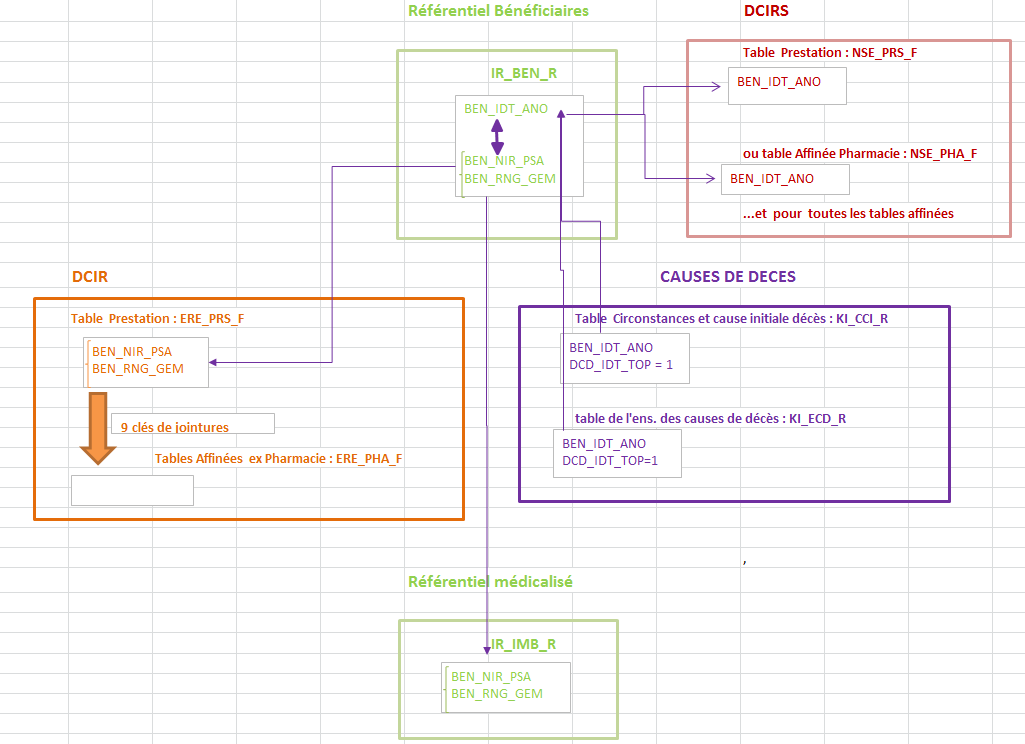 Référentiel Bénéficiaires
DCIRS
IR_BEN_R
BEN_IDT_ANO
BEN_NIR_PSA
BEN_RNG_GEM
Table Prestation : NSE_PRS_F
BEN_IDT_ANO
ou table Affinée Pharmacie : NSE_PHA_F
BEN_IDT_ANO
...et pour toutes les tables affinées
DCIR
Table Prestation : ERE_PRS_F
BEN_NIR_PSA
BEN_RNG_GEM
9 clés de jointures
Tables Affinées ex Pharmacie : ERE_PHA_F
CAUSES DE DECES
Table Circonstances et cause initiale décès : KI_CCI_R
BEN_IDT_ANO
DCD_IDT_TOP = 1
table de l'ens. des causes de décès : KI_ECD_R
BEN_IDT_ANO
DCD_IDT_TOP=1
,
Référentiel médicalisé
IR_IMB_R
BEN_NIR_PSA
BEN_RNG_GEM